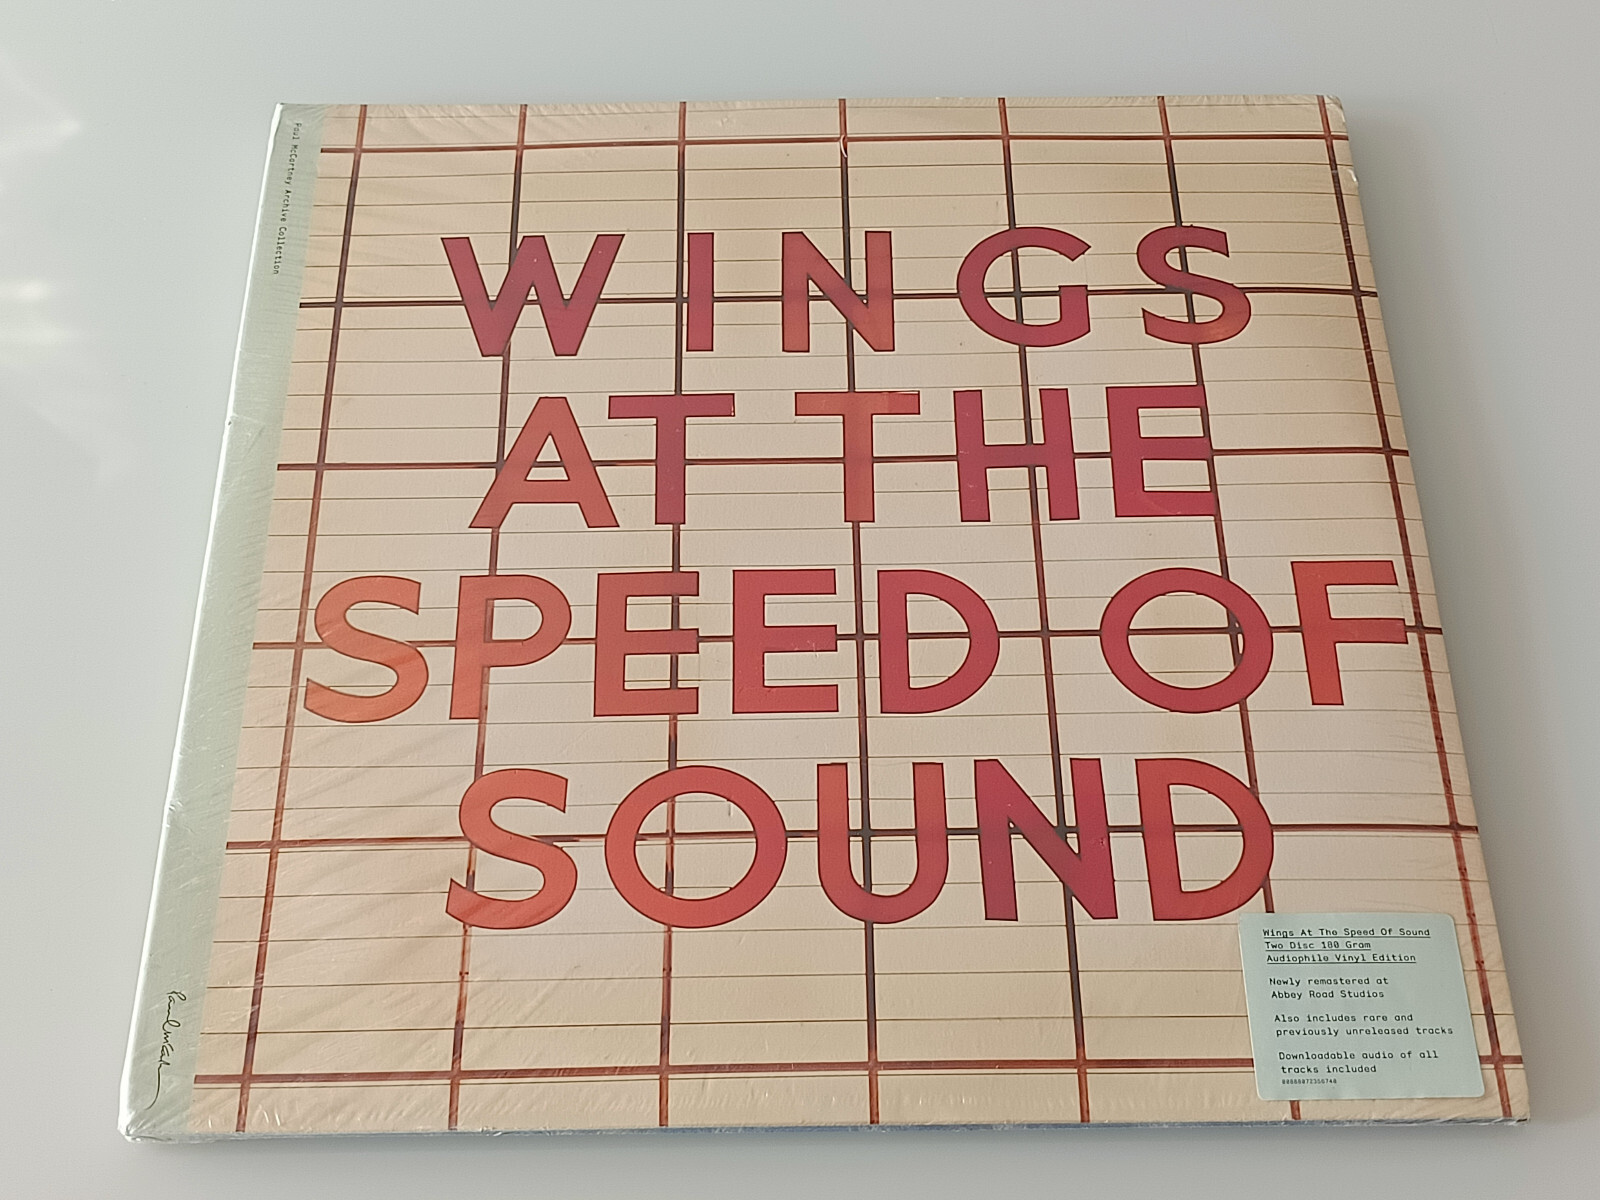 Paul McCartney Archive Collection
WINGS
AT THE
SPEED OF
SOUND
Wings At The Speed Of Sound
Two Disc 180 Gram
Audiophile Vinyl Edition
Newly remastered at
Abbey Road Studios
Also includes rare and
previously unreleased tracks
Downloadable audio of all
tracks included